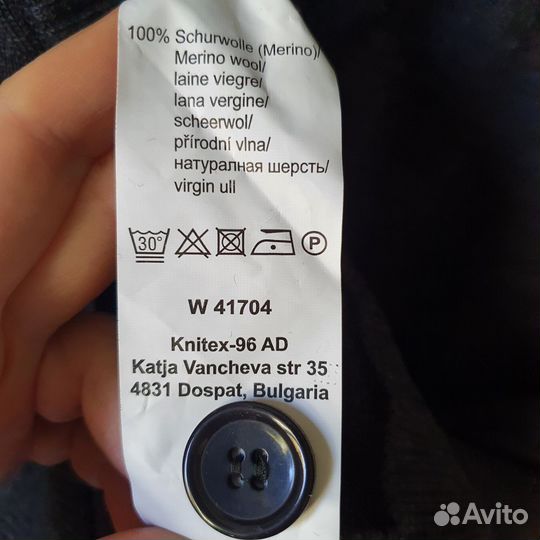 100% Schurwolle (Merino)/
Merino wool/
laine viegre/
lana vergine/
scheerwol/
přírodní vlna/
натуральная шерсть/
virgin ull
30°
P
W 41704
Knitex-96 AD
Katja Vancheva str 35
4831 Dospat, Bulgaria
Avito